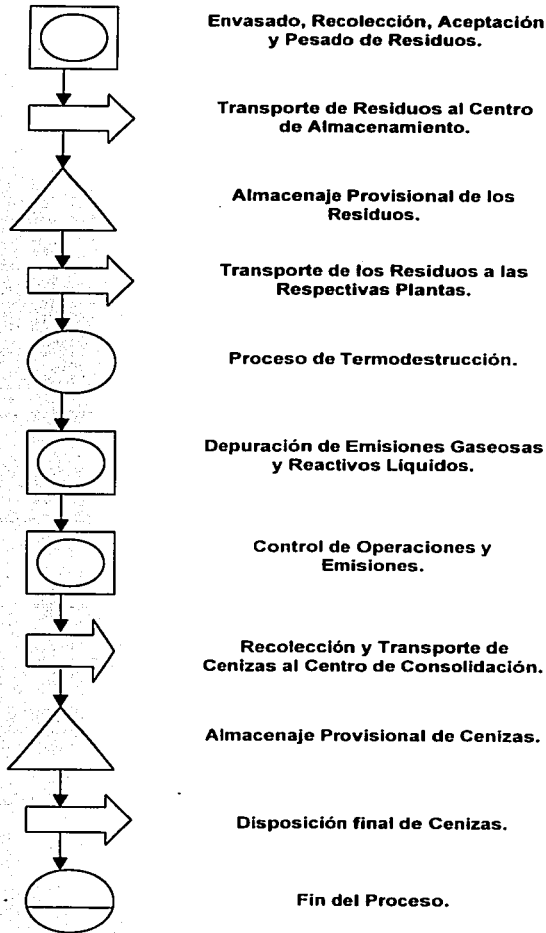 Envasado, Recolección, Aceptación
y Pesado de Residuos.
Transporte de Residuos al Centro
de Almacenamiento.
Almacenaje Provisional de los
Residuos.
Transporte de los Residuos a las
Respectivas Plantas.
Proceso de Termodestrucción.
Depuración de Emisiones Gaseosas
y Reactivos Líquidos.
Control de Operaciones y
Emisiones.
Recolección y Transporte de
Cenizas al Centro de Consolidación.
Almacenaje Provisional de Cenizas.
Disposición final de Cenizas.
Fin del Proceso.